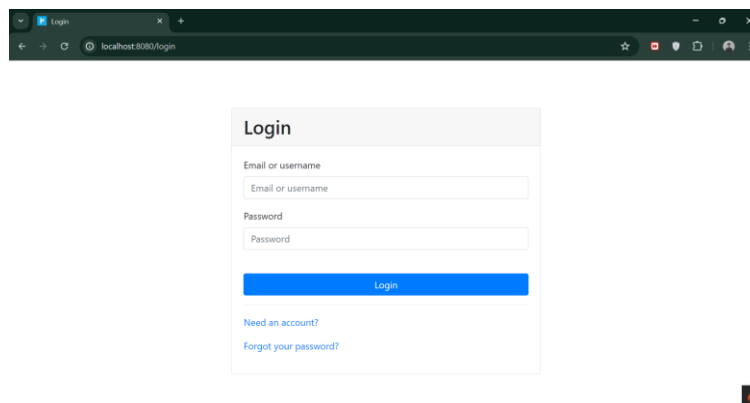 Login
localhost:8080/login
Login
Email or username
Email or username
Password
Password
Login
Need an account?
Forgot your password?